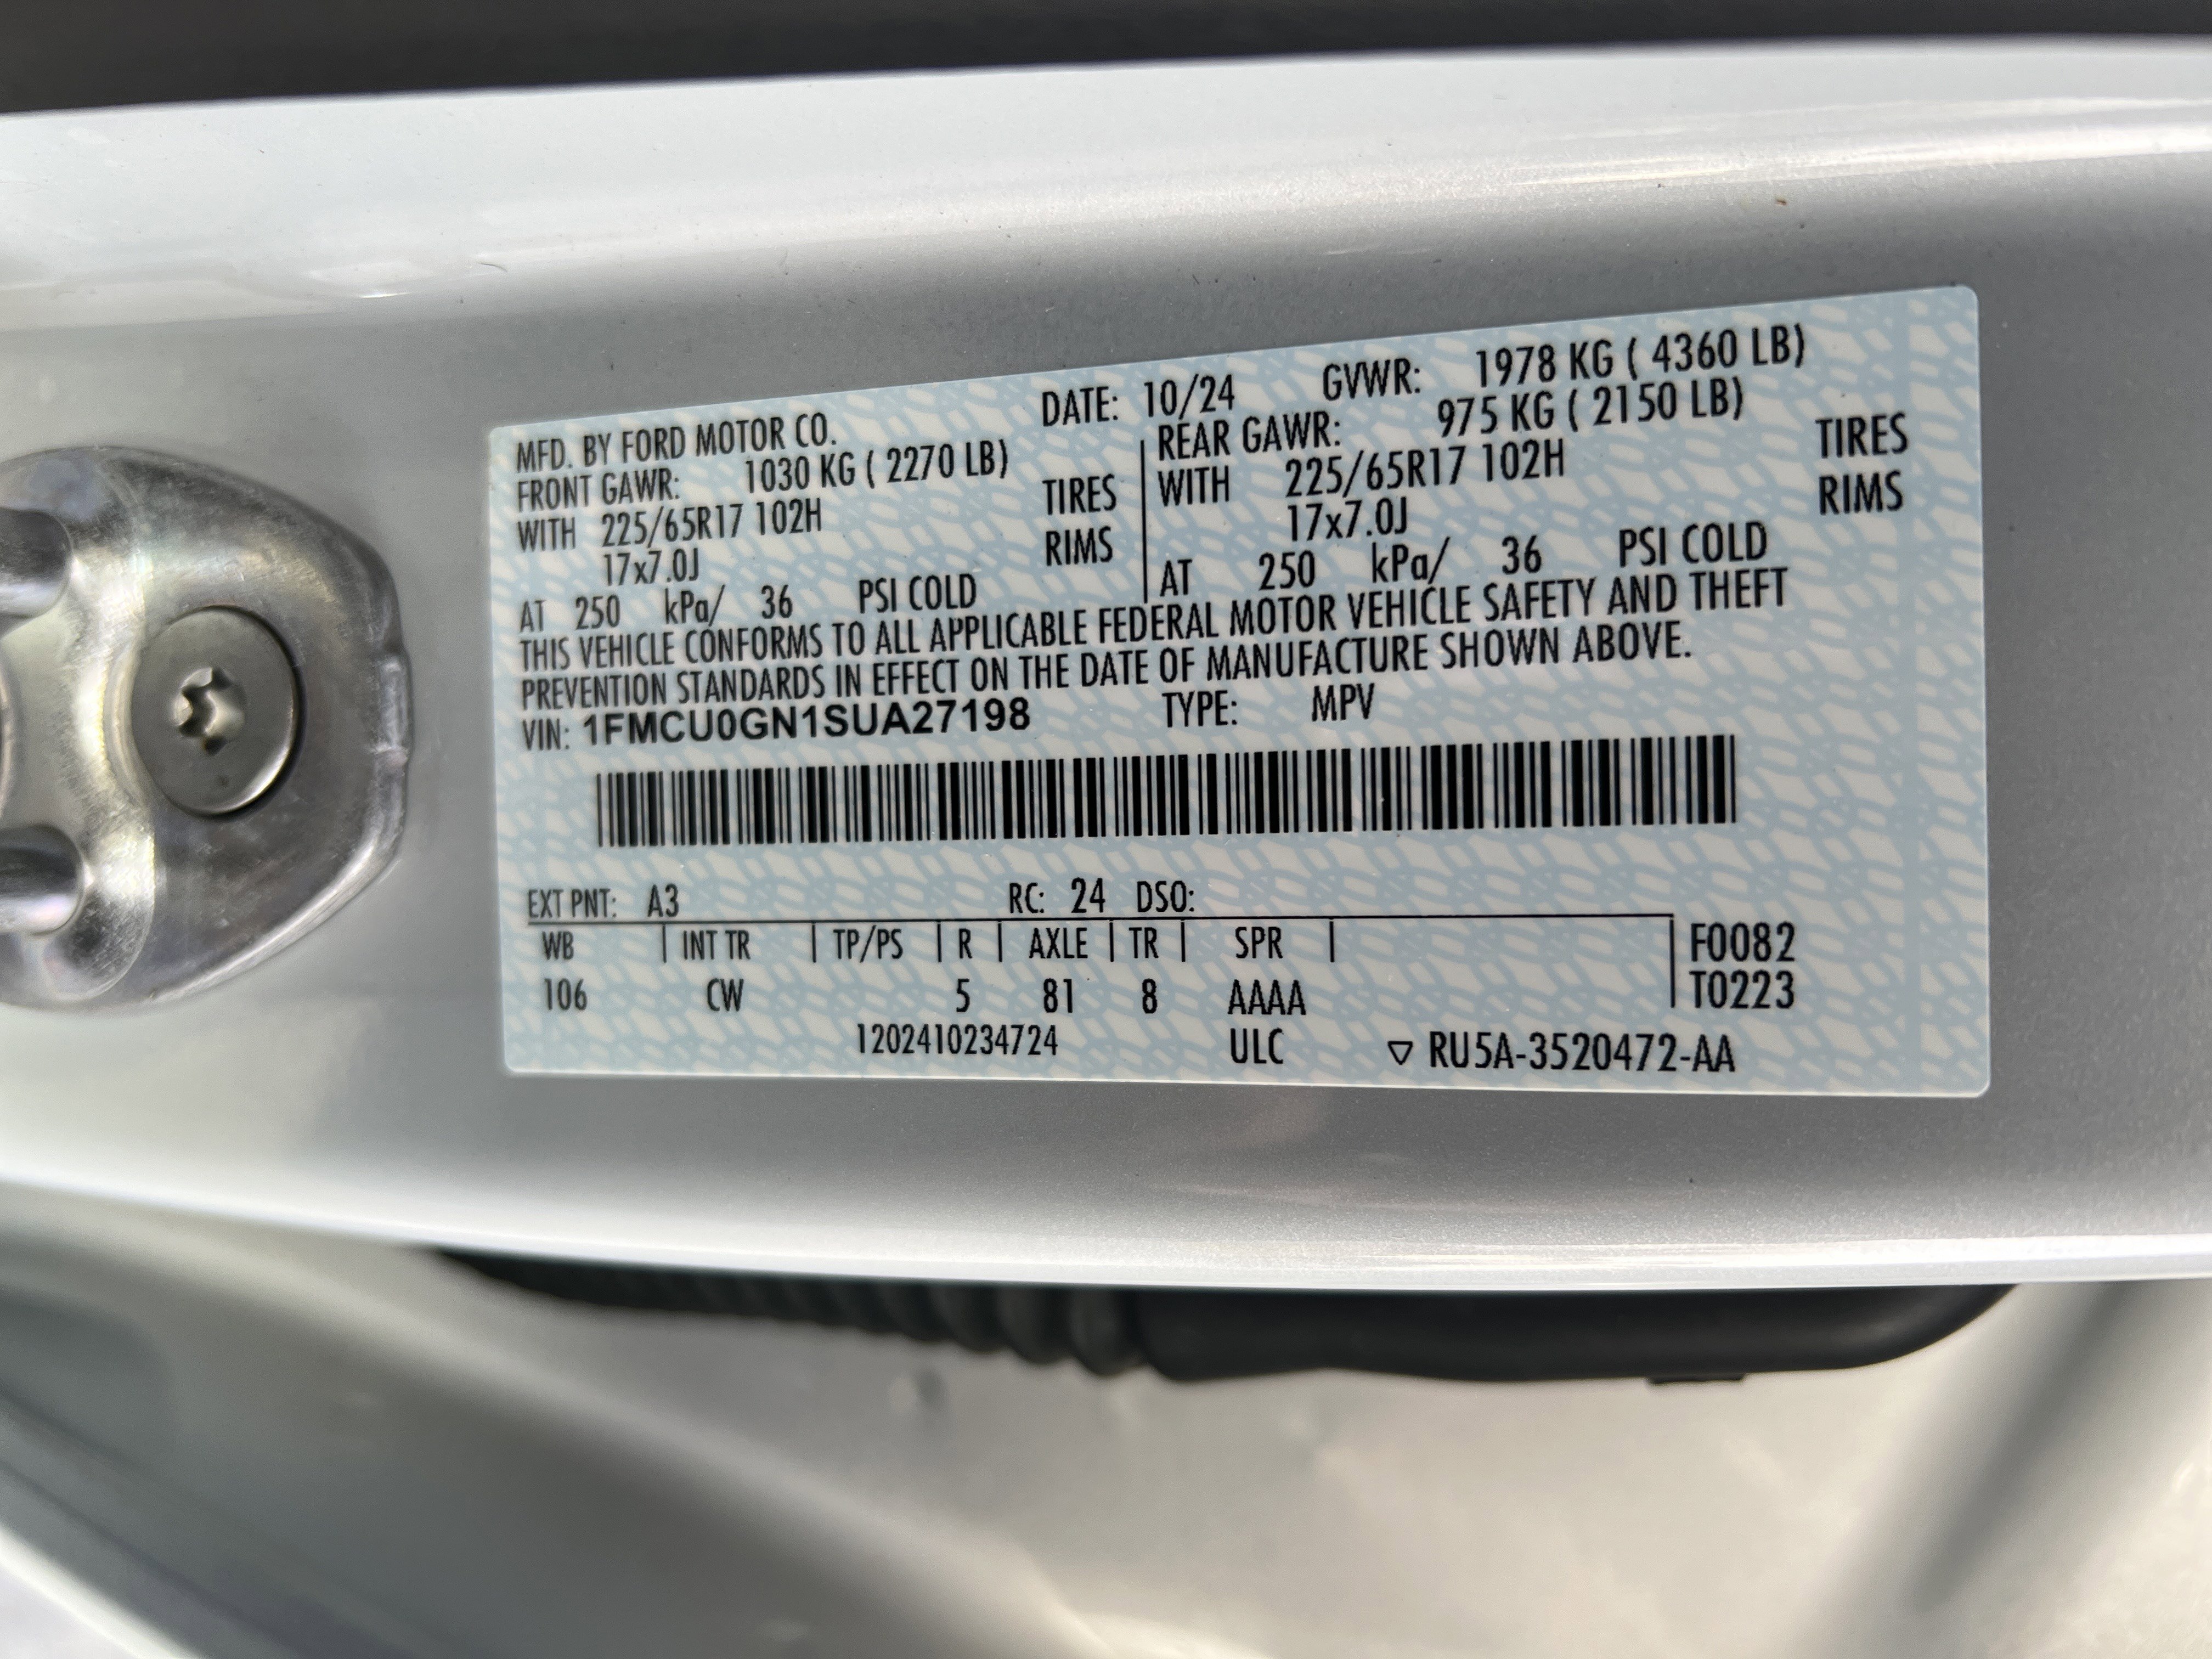 MFD. BY FORD MOTOR CO. DATE: 10/24 GVWR: 1978 KG ( 4360 LB)
FRONT GAWR: 1030 KG ( 2270 LB) REAR GAWR: 975 KG ( 2150 LB)
WITH 225/65R17 102H TIRES WITH 225/65R17 102H TIRES
17x7.0J RIMS 17x7.0J RIMS
AT 250 kPa/ 36 PSI COLD AT 250 kPa/ 36 PSI COLD
THIS VEHICLE CONFORMS TO ALL APPLICABLE FEDERAL MOTOR VEHICLE SAFETY AND THEFT
PREVENTION STANDARDS IN EFFECT ON THE DATE OF MANUFACTURE SHOWN ABOVE.
VIN: 1FMCU0GN1SUA27198 TYPE: MPV
EXT PNT: A3 RC: 24 DSO:
WB | INT TR | TP/PS | R | AXLE | TR | SPR | F0082
106 CW 5 81 8 AAAA T0223
1202410234724 ULC ▽ RU5A-3520472-AA